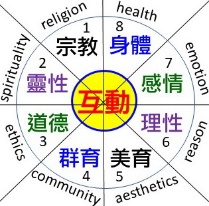 religion
health
1
8
宗教
身體
spirituality
emotion
2
7
靈性
感情
互動
道德
理性
3
6
ethics
reason
群育
美育
4
5
community
aesthetics